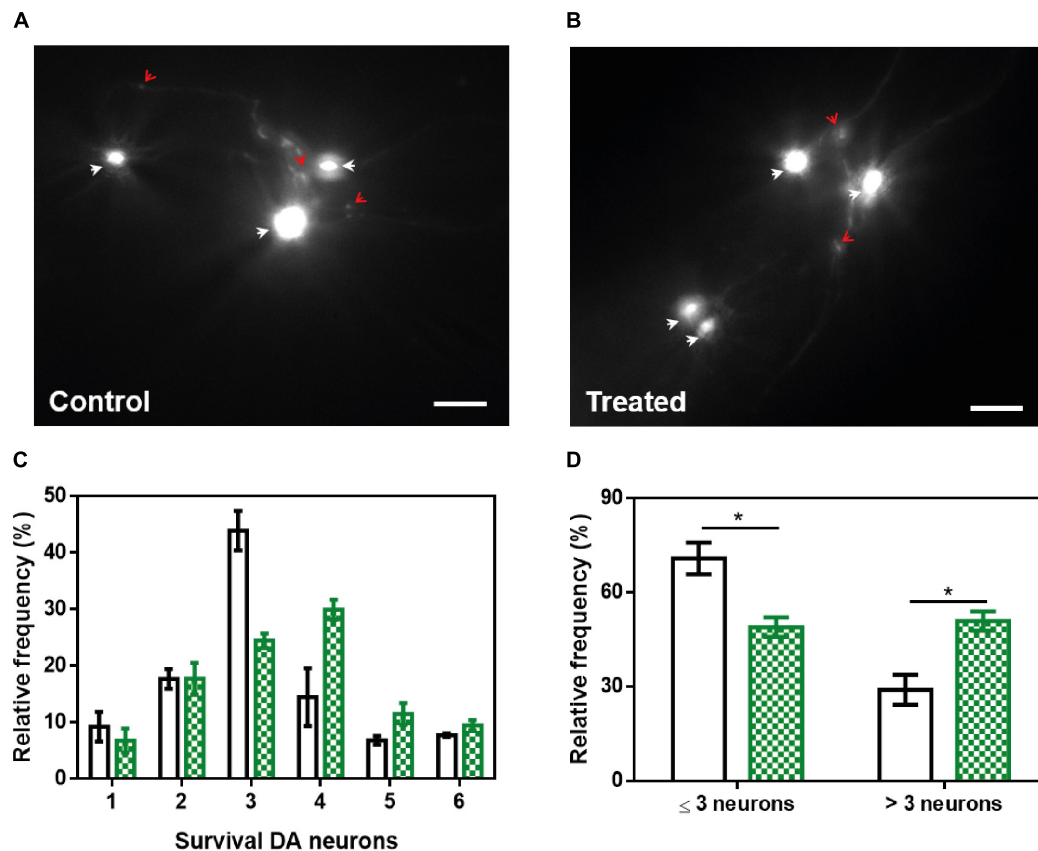 A
B
Control
Treated
C
D
Relative frequency (%)
50
40
30
20
10
0
1 2 3 4 5 6
Survival DA neurons
Relative frequency (%)
90
60
30
0
*
*
≤ 3 neurons
> 3 neurons